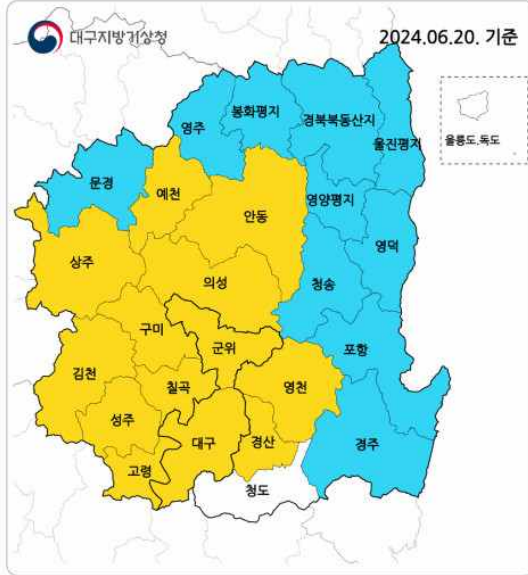 대구지방기상청
2024.06.20. 기준
울릉도.독도
봉화평지
경북북동산지
영주
울진평지
문경
예천
영양평지
안동
영덕
상주
의성
청송
구미
군위
포항
김천
칠곡
영천
성주
대구
경산
경주
고령
청도